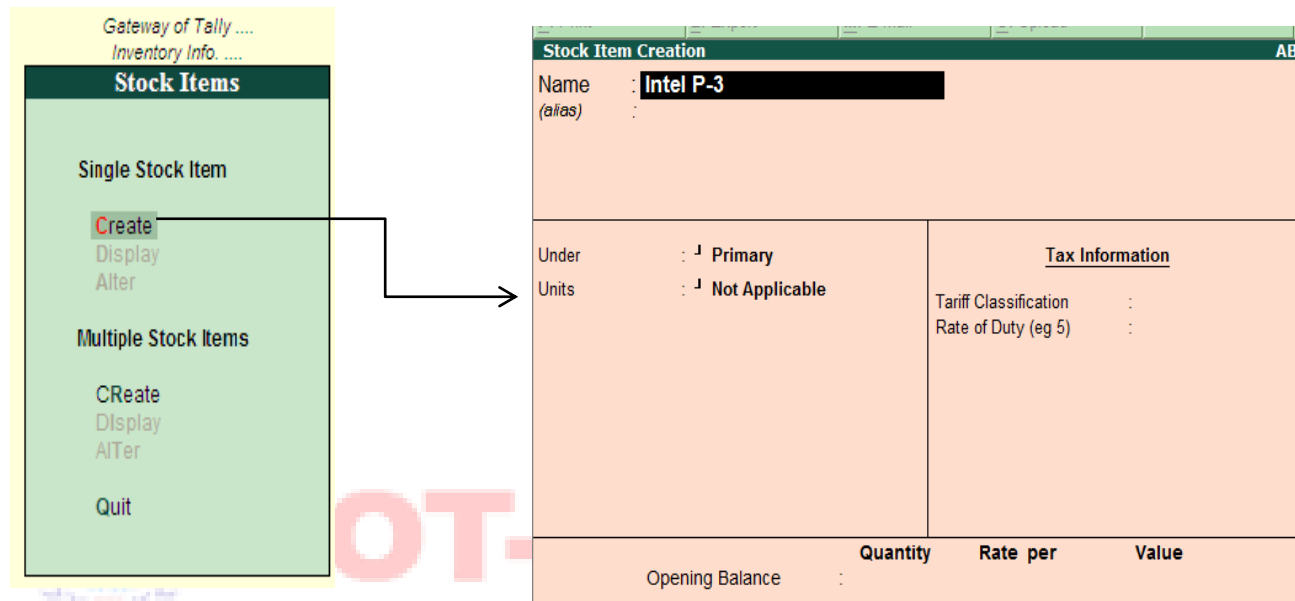 Gateway of Tally ....
Inventory Info. ....
Stock Items
Single Stock Item
Create
Display
Alter
Multiple Stock Items
CReate
DIsplay
AlTer
Quit
OT-
Stock Item Creation AB
Name : Intel P-3
(alias) :
Under : ┘ Primary
Units : ┘ Not Applicable
Tax Information
Tariff Classification :
Rate of Duty (eg 5) :
Quantity Rate per Value
Opening Balance :